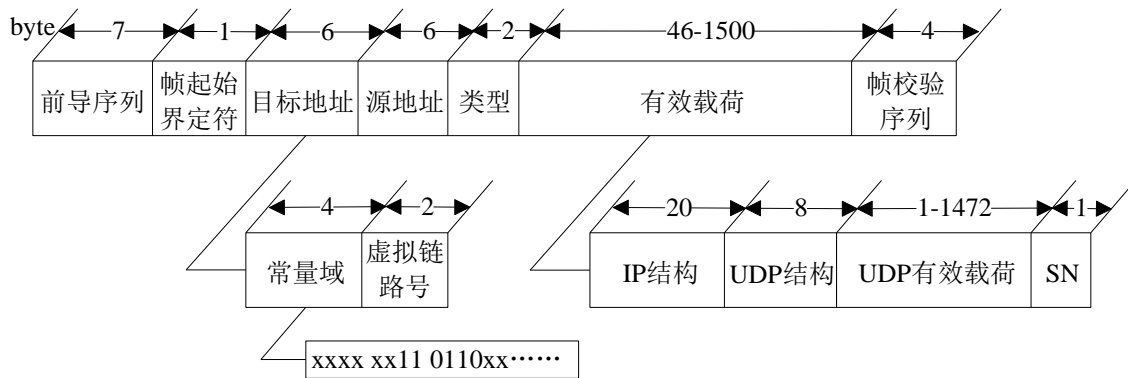 byte 7 1 6 6 2 46-1500 4
前导序列 帧起始界定符 目标地址 源地址 类型 有效载荷 帧校验序列
4 2 20 8 1-1472 1
常量域 虚拟链路号 IP结构 UDP结构 UDP有效载荷 SN
xxxx xx11 0110xx……